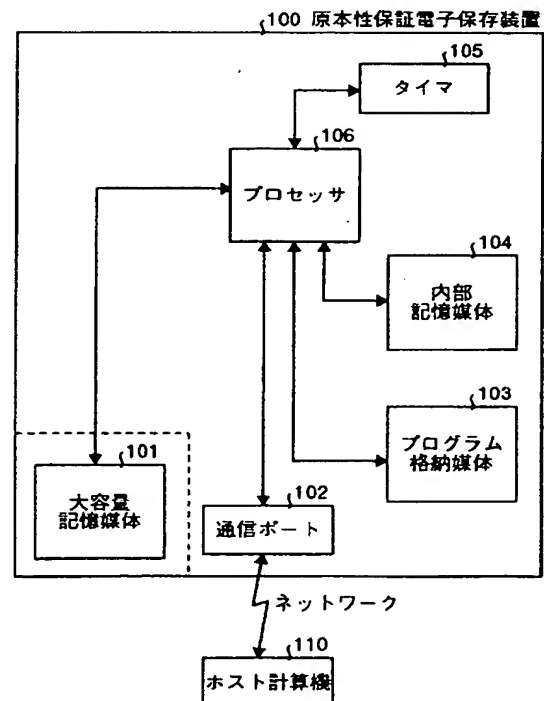 100 原本性保証電子保存装置
105
タイマ
106
プロセッサ
104
内部
記憶媒体
103
プログラム
格納媒体
101
大容量
記憶媒体
102
通信ポート
ネットワーク
110
ホスト計算機